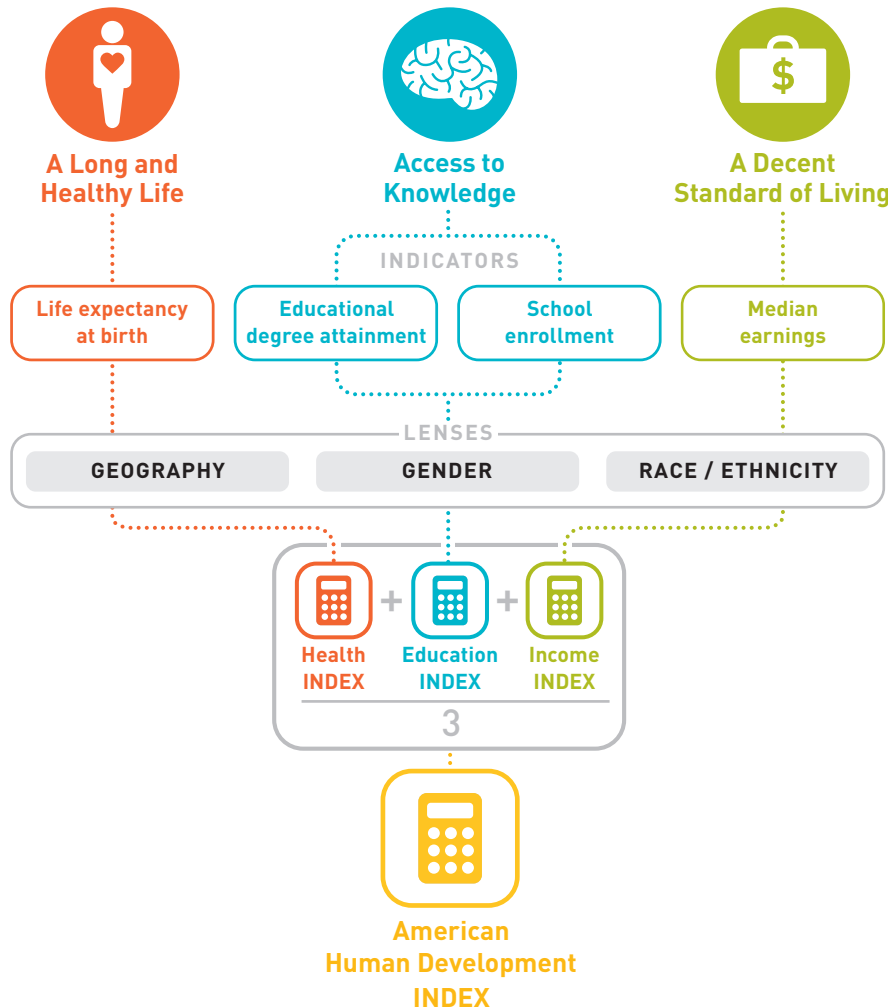 $
A Long and
Healthy Life
Access to
Knowledge
A Decent
Standard of Living
INDICATORS
Life expectancy
at birth
Educational
degree attainment
School
enrollment
Median
earnings
LENSES
GEOGRAPHY
GENDER
RACE / ETHNICITY
+
+
Health
INDEX
Education
INDEX
Income
INDEX
3
American
Human Development
INDEX